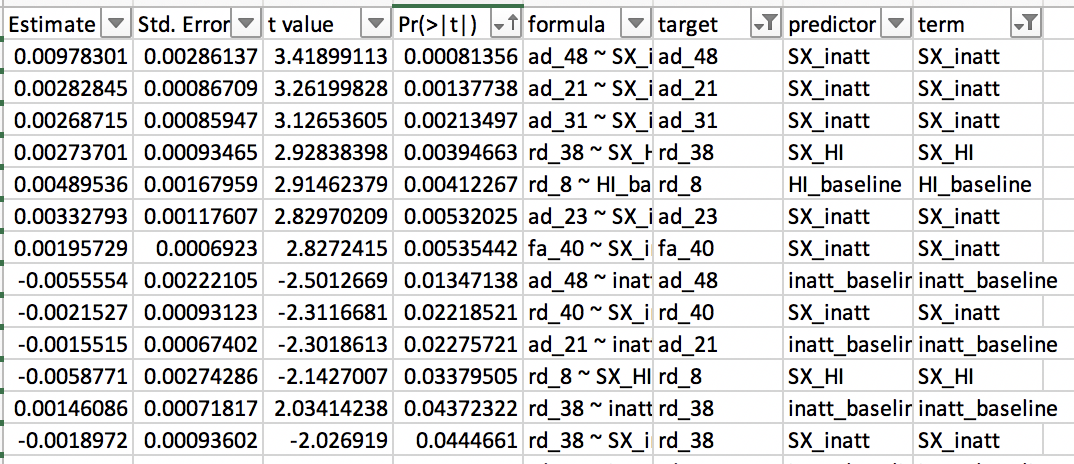 Estimate Std. Error t value Pr(>|t|) formula target predictor term
0.00978301 0.00286137 3.41899113 0.00081356 ad_48 ~ SX_i ad_48 SX_inatt SX_inatt
0.00282845 0.00086709 3.26199828 0.00137738 ad_21 ~ SX_i ad_21 SX_inatt SX_inatt
0.00268715 0.00085947 3.12653605 0.00213497 ad_31 ~ SX_i ad_31 SX_inatt SX_inatt
0.00273701 0.00093465 2.92838398 0.00394663 rd_38 ~ SX_H rd_38 SX_HI SX_HI
0.00489536 0.00167959 2.91462379 0.00412267 rd_8 ~ HI_ba rd_8 HI_baseline HI_baseline
0.00332793 0.00117607 2.82970209 0.00532025 ad_23 ~ SX_i ad_23 SX_inatt SX_inatt
0.00195729 0.0006923 2.8272415 0.00535442 fa_40 ~ SX_i fa_40 SX_inatt SX_inatt
-0.0055554 0.00222105 -2.5012669 0.01347138 ad_48 ~ inat ad_48 inatt_baselin inatt_baseline
-0.0021527 0.00093123 -2.3116681 0.02218521 rd_40 ~ SX_i rd_40 SX_inatt SX_inatt
-0.0015515 0.00067402 -2.3018613 0.02275721 ad_21 ~ inat ad_21 inatt_baselin inatt_baseline
-0.0058771 0.00274286 -2.1427007 0.03379505 rd_8 ~ SX_HI rd_8 SX_HI SX_HI
0.00146086 0.00071817 2.03414238 0.04372322 rd_38 ~ inatt rd_38 inatt_baselin inatt_baseline
-0.0018972 0.00093602 -2.026919 0.0444661 rd_38 ~ SX_i rd_38 SX_inatt SX_inatt